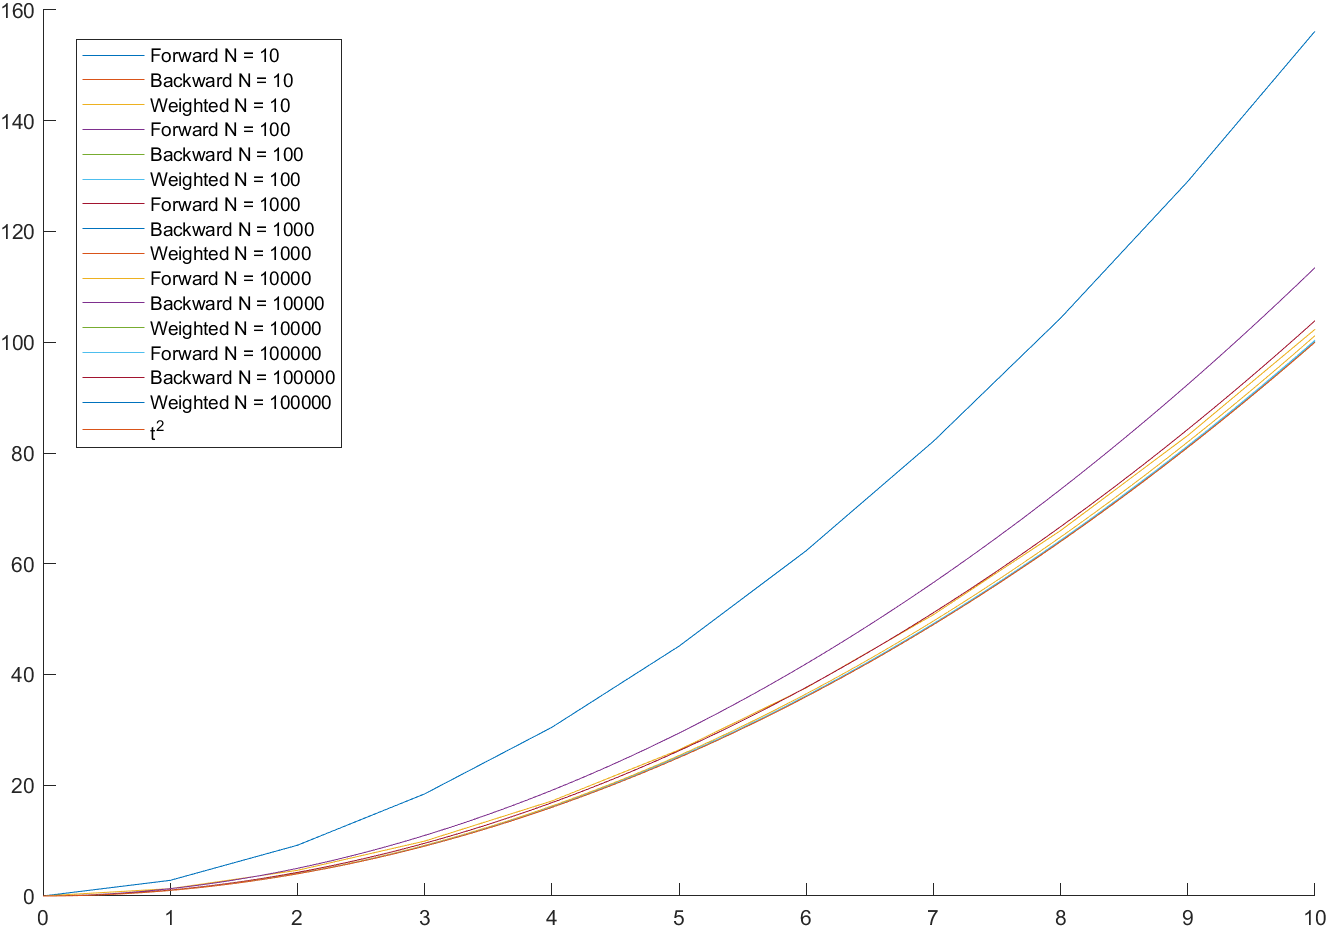 160
140
120
100
80
60
40
20
0
Forward N = 10
Backward N = 10
Weighted N = 10
Forward N = 100
Backward N = 100
Weighted N = 100
Forward N = 1000
Backward N = 1000
Weighted N = 1000
Forward N = 10000
Backward N = 10000
Weighted N = 10000
Forward N = 100000
Backward N = 100000
Weighted N = 100000
t²
0 1 2 3 4 5 6 7 8 9 10